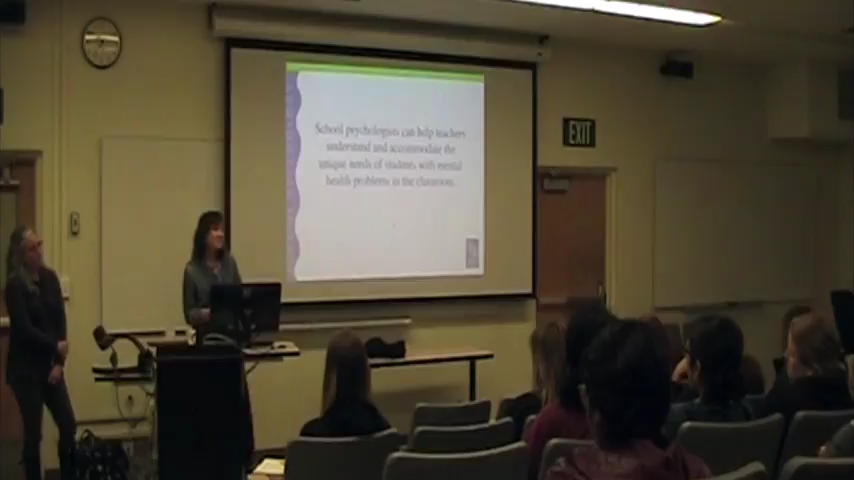 School psychologists can help teachers
understand and accommodate the
unique needs of students with mental
health problems in the classroom.
EXIT